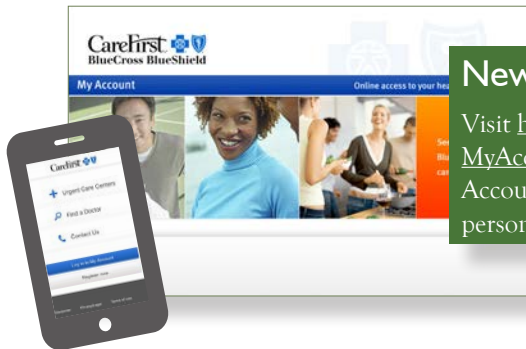 CareFirst
BlueCross BlueShield
My Account
Online access to your hea
New
Visit h
MyAcc
Accou
person
CareFirst
Urgent Care Centers
Find a Doctor
Contact Us
Log in to My Account
Register now